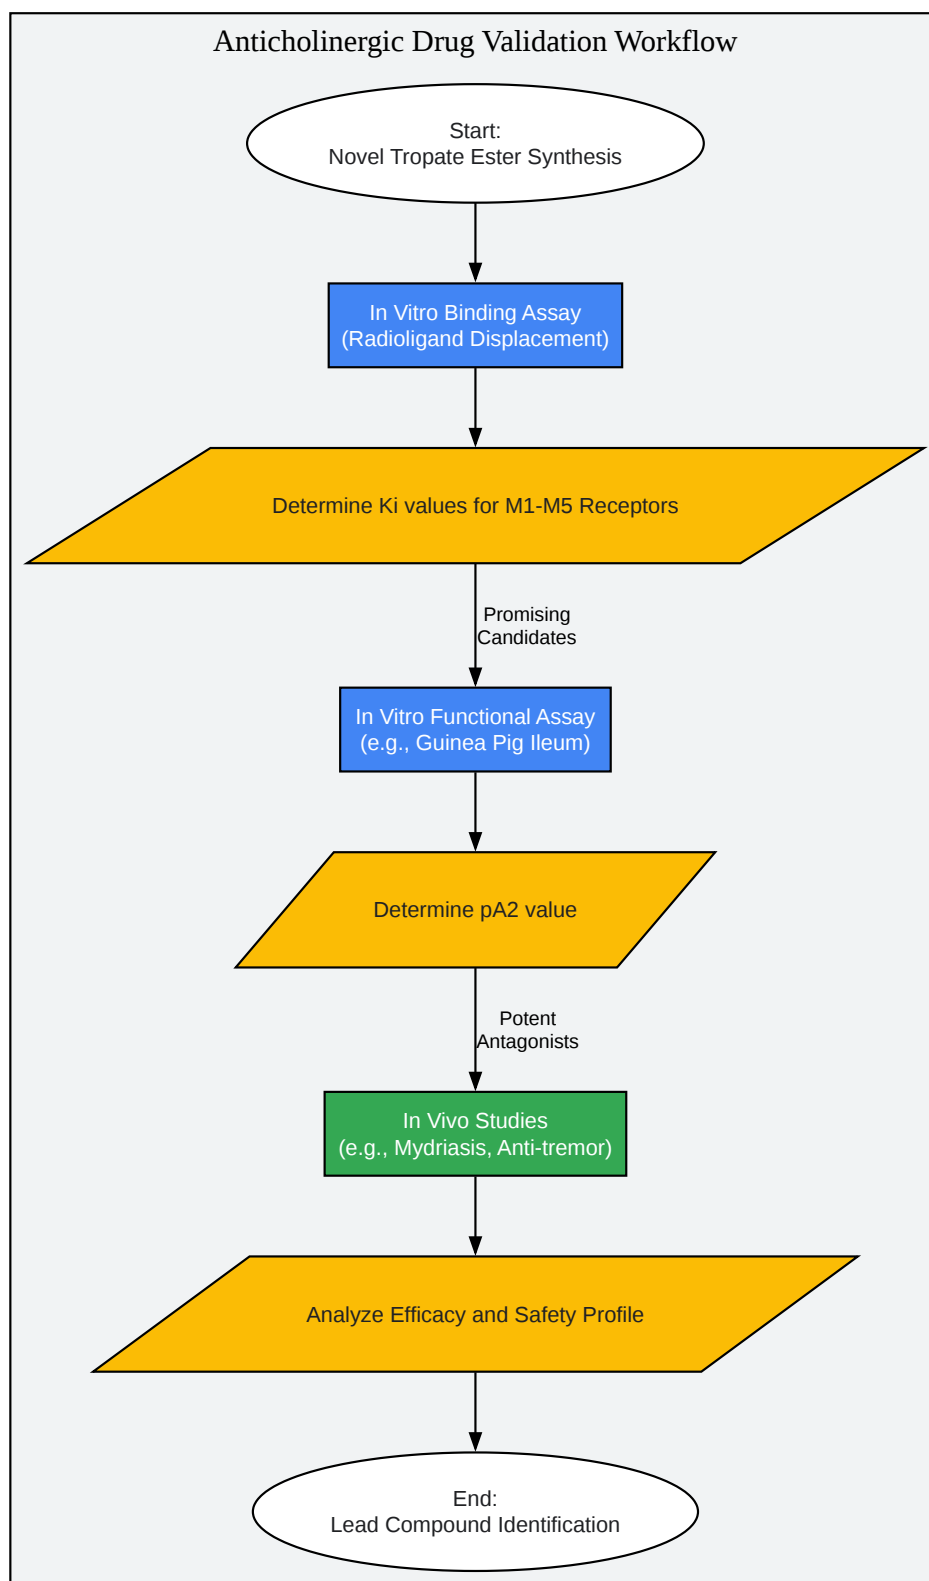 Anticholinergic Drug Validation Workflow
Start:
Novel Tropate Ester Synthesis
In Vitro Binding Assay
(Radioligand Displacement)
Determine Ki values for M1-M5 Receptors
Promising
Candidates
In Vitro Functional Assay
(e.g., Guinea Pig Ileum)
Determine pA2 value
Potent
Antagonists
In Vivo Studies
(e.g., Mydriasis, Anti-tremor)
Analyze Efficacy and Safety Profile
End:
Lead Compound Identification